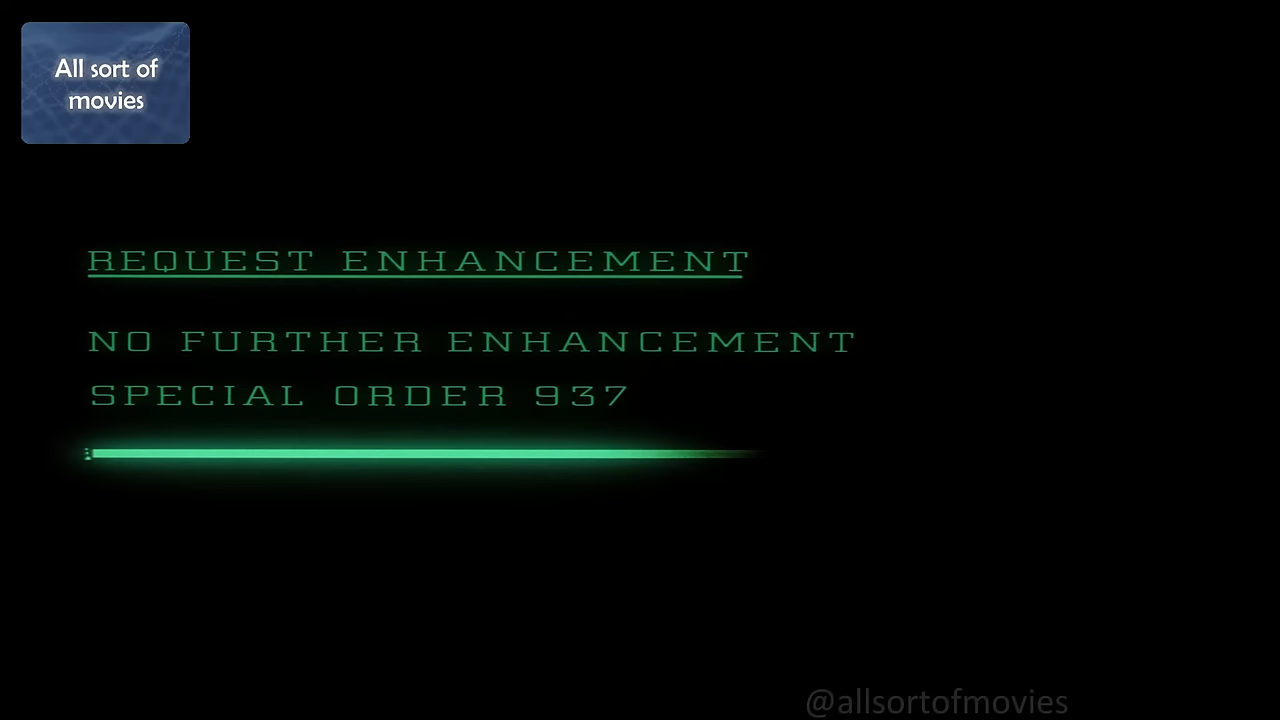 All sort of
movies
REQUEST ENHANCEMENT
NO FURTHER ENHANCEMENT
SPECIAL ORDER 937
@allsortofmovies